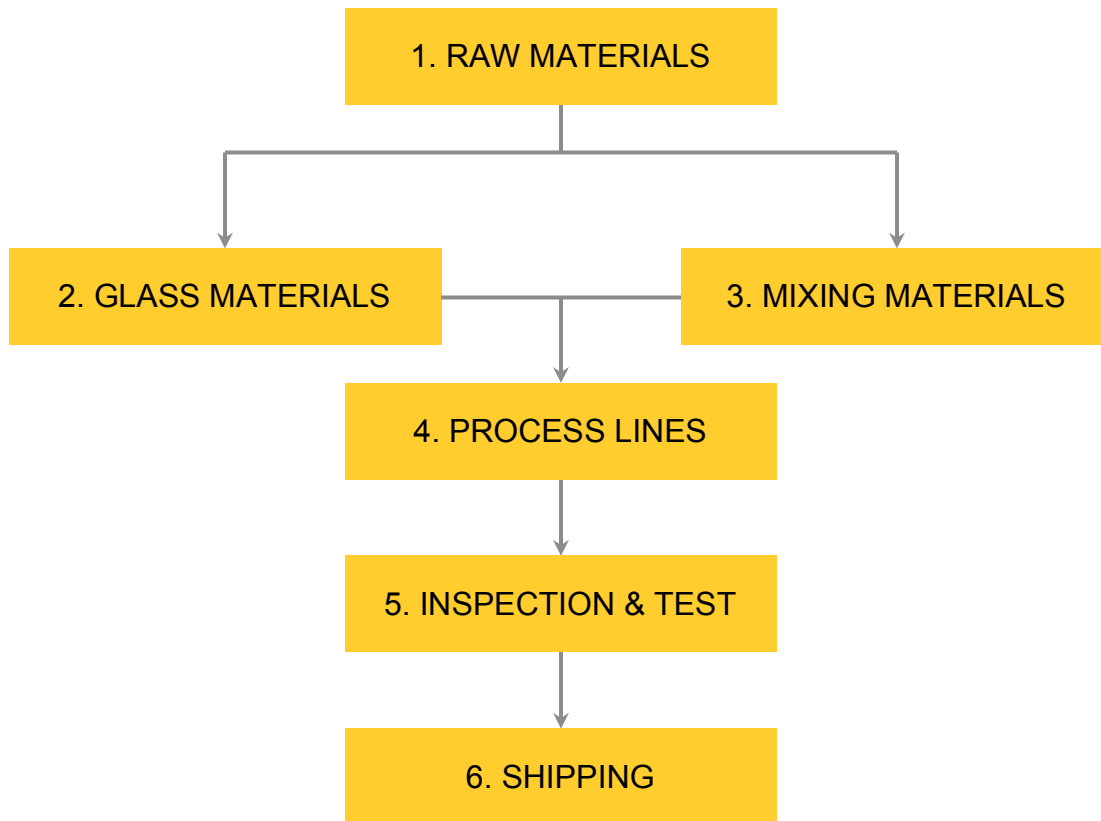 1. RAW MATERIALS
2. GLASS MATERIALS
3. MIXING MATERIALS
4. PROCESS LINES
5. INSPECTION & TEST
6. SHIPPING